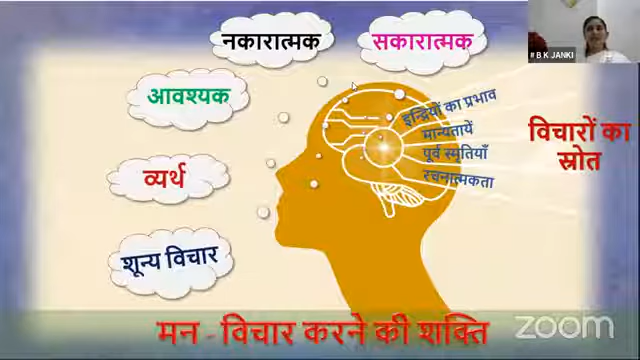 नकारात्मक
सकारात्मक
# B K JANKI
आवश्यक
इन्द्रियों का प्रभाव
मान्यतायें
पूर्व स्मृतियाँ
रचनात्मकता
विचारों का
स्रोत
व्यर्थ
शून्य विचार
मन - विचार करने की शक्ति
zoom